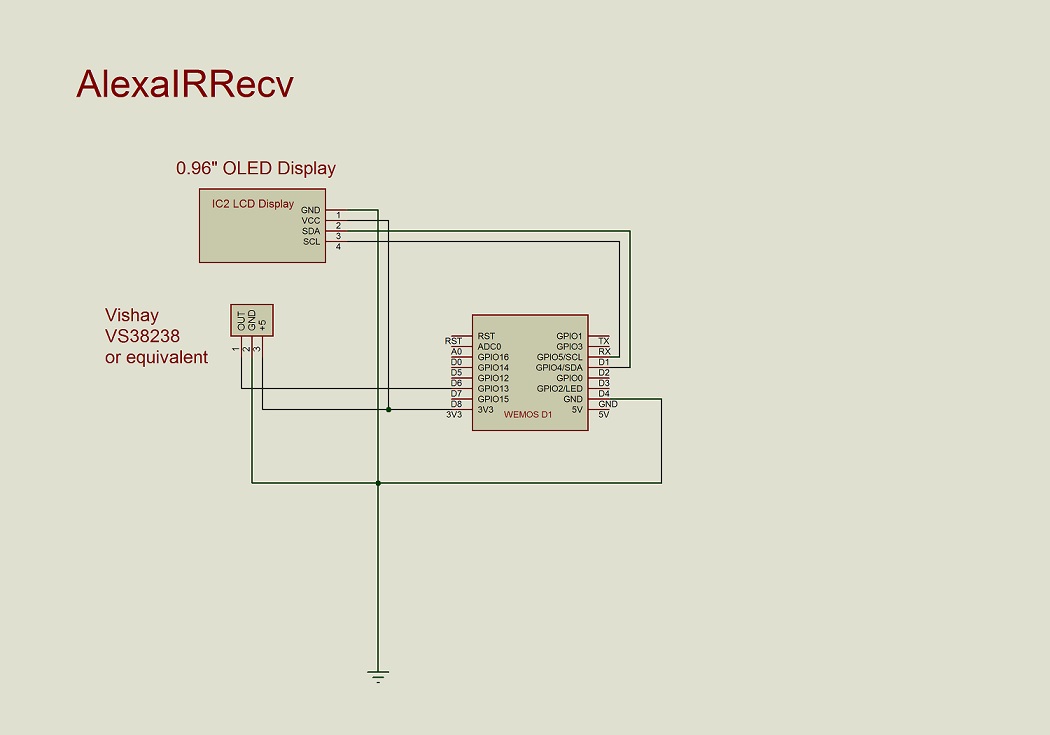 AlexaIRRecv
0.96" OLED Display
IC2 LCD Display
GND
1
VCC
2
SDA
3
SCL
4
Vishay
VS38238
or equivalent
OUT
GND
+5
1
2
3
RST
RST
ADC0
A0
GPIO16
D0
GPIO14
D5
GPIO12
D6
GPIO13
D7
GPIO15
D8
3V3
3V3
GPIO1
TX
GPIO3
RX
GPIO5/SCL
D1
GPIO4/SDA
D2
GPIO0
D3
GPIO2/LED
D4
GND
GND
5V
5V
WEMOS D1